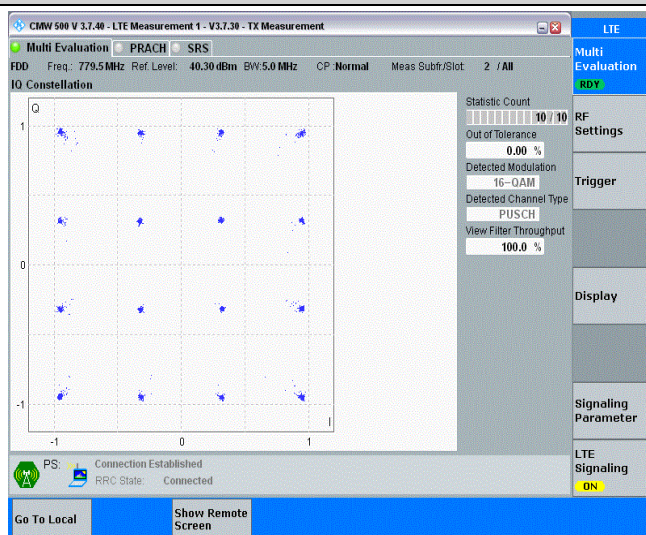 CMW 500 V 3.7.40 - LTE Measurement 1 - V3.7.30 - TX Measurement
LTE
Multi Evaluation PRACH SRS
FDD Freq.: 779.5 MHz Ref. Level: 40.30 dBm BW: 5.0 MHz CP : Normal Meas Subfr./Slot: 2 / All
IQ Constellation
Q
1
0
-1
-1 0 1
I
Statistic Count
10 / 10
Out of Tolerance
0.00 %
Detected Modulation
16-QAM
Detected Channel Type
PUSCH
View Filter Throughput
100.0 %
Multi
Evaluation
RDY
RF
Settings
Trigger
Display
Signaling
Parameter
LTE
Signaling
ON
PS: Connection Established
RRC State: Connected
Go To Local
Show Remote
Screen